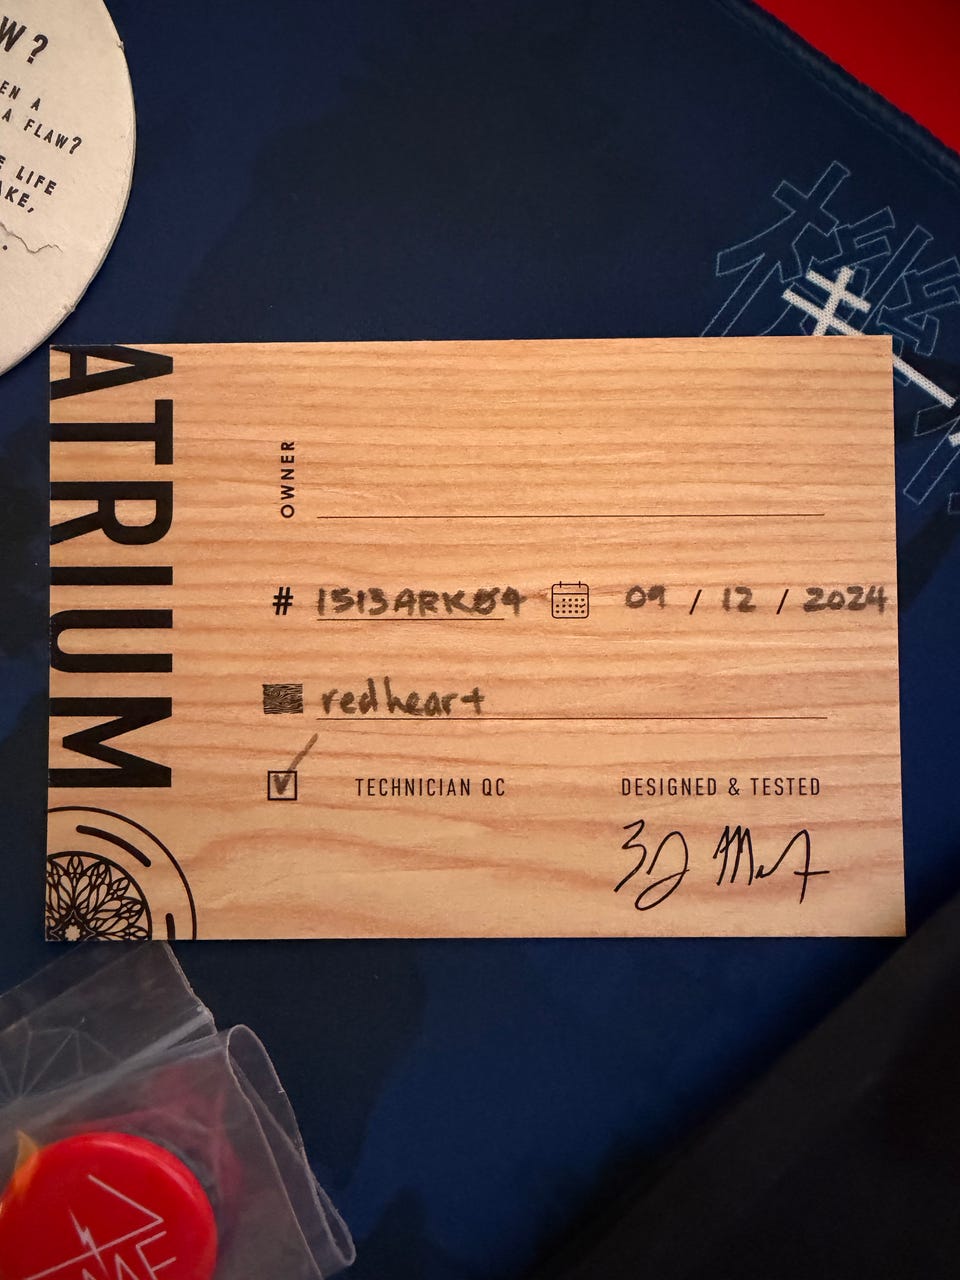 W?
EN A
A FLAW?
E LIFE
AKE,
.
ATRIUM
OWNER
# 1513ARK04 09 / 12 / 2024
redheart
TECHNICIAN QC DESIGNED & TESTED